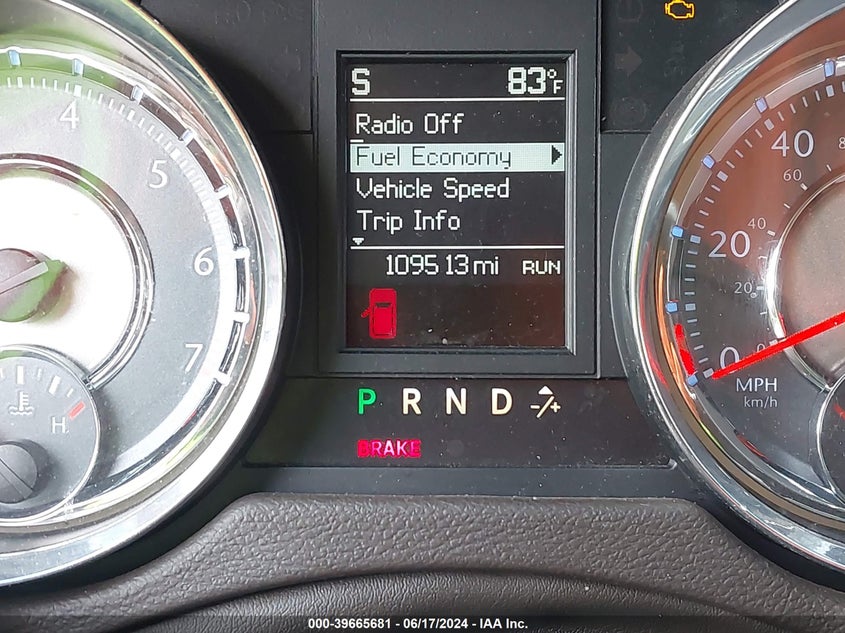 S 83°F
Radio Off
Fuel Economy
Vehicle Speed
Trip Info
109513 mi RUN
P R N D -/+
BRAKE
4
5
6
7
H
40
60
20
40
20
0
0
MPH
km/h
000-39665681 - 06/17/2024 - IAA Inc.